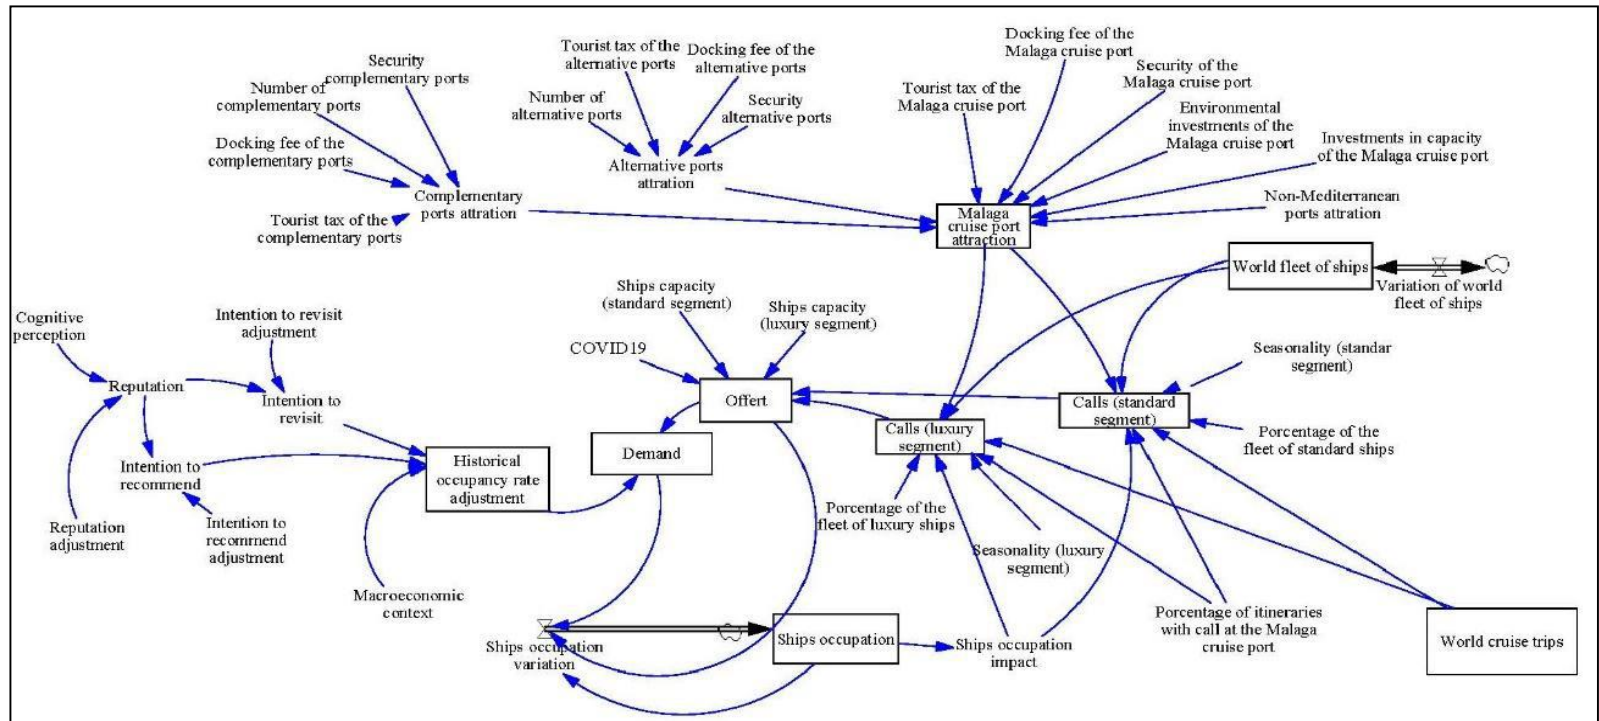 Docking fee of the
Malaga cruise port
Tourist tax of the
alternative ports
Docking fee of the
alternative ports
Security
complementary ports
Security of the
Malaga cruise port
Number of
complementary ports
Number of
alternative ports
Security
alternative ports
Tourist tax of the
Malaga cruise port
Environmental
investments of the
Malaga cruise port
Investments in capacity
of the Malaga cruise port
Docking fee of the
complementary ports
Alternative ports
attration
Complementary
ports attration
Non-Mediterranean
ports attration
Tourist tax of the
complementary ports
Malaga
cruise port
attraction
World fleet of ships
Variation of world
fleet of ships
Ships capacity
(standard segment)
Ships capacity
(luxury segment)
Cognitive
perception
Intention to revisit
adjustment
COVID19
Seasonality (standar
segment)
Reputation
Intention to
revisit
Offert
Calls (standard
segment)
Calls (luxury
segment)
Percentage of the
fleet of standard ships
Demand
Intention to
recommend
Historical
occupancy rate
adjustment
Percentage of the
fleet of luxury ships
Reputation
adjustment
Intention to
recommend
adjustment
Seasonality (luxury
segment)
Macroeconomic
context
Percentage of itineraries
with call at the Malaga
cruise port
Ships occupation
variation
Ships occupation
Ships occupation
impact
World cruise trips